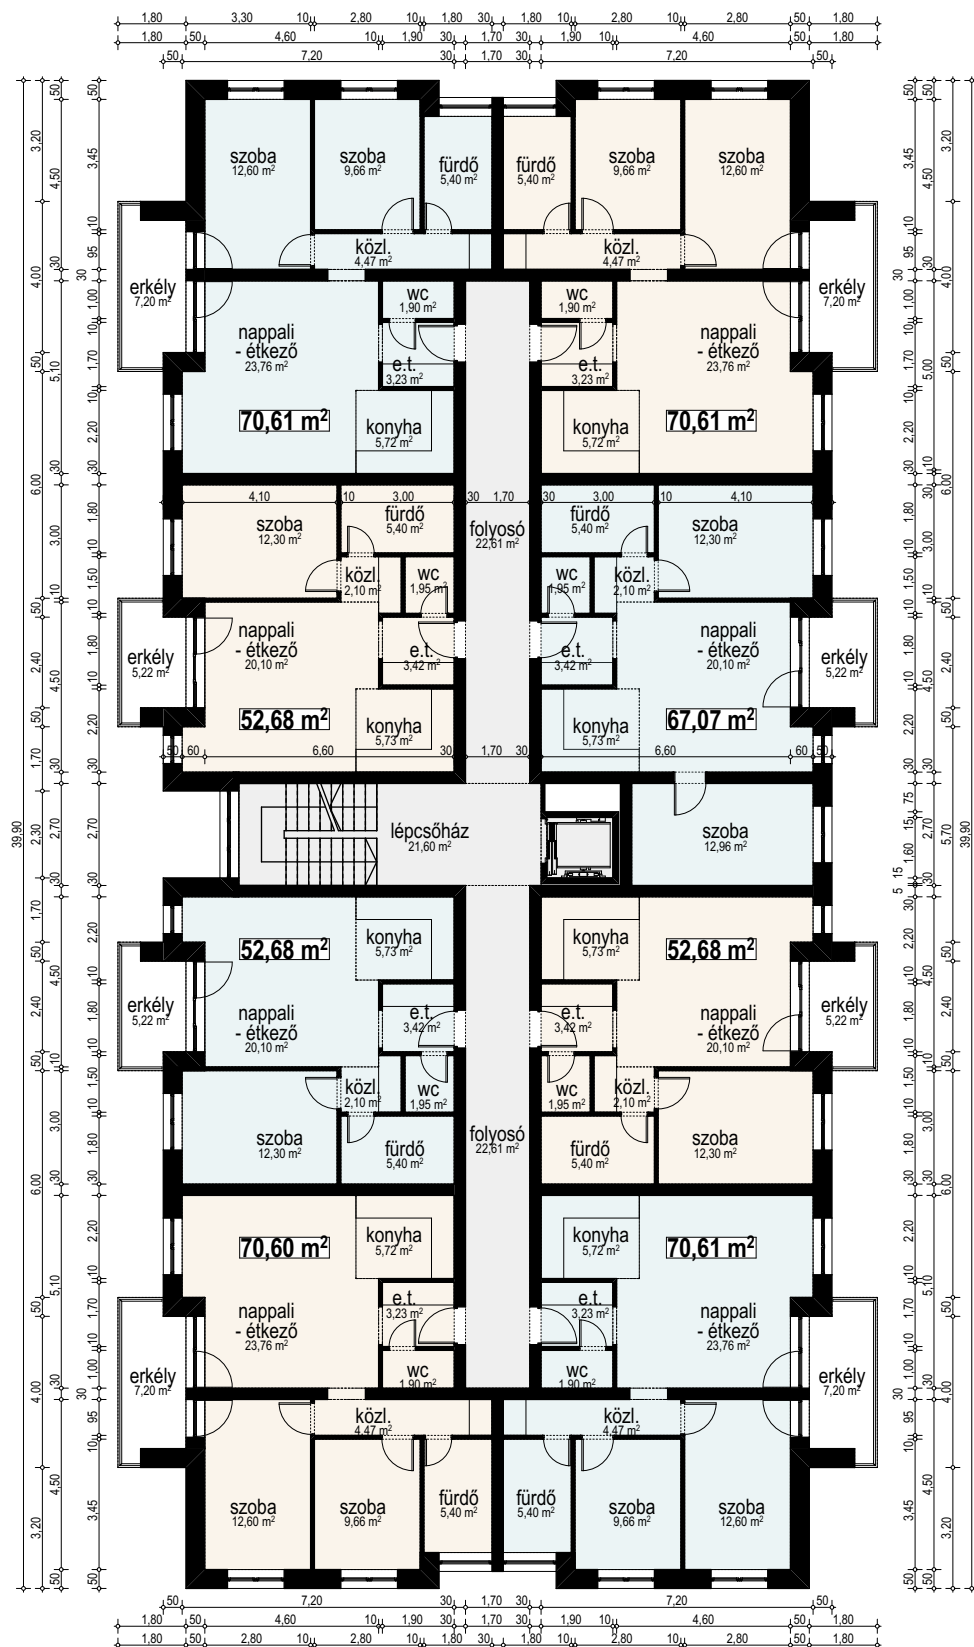 1,80 3,30 10 2,80 10 1,80 30 1,70 30 1,80 10 2,80 10 2,80 50 1,80
1,80 50 4,60 10 1,90 30 1,70 30 1,90 10 4,60 50 1,80
50 7,20 30 1,70 30 7,20 50
szoba
12,60 m²
szoba
9,66 m²
fürdő
5,40 m²
fürdő
5,40 m²
szoba
9,66 m²
szoba
12,60 m²
közl.
4,47 m²
közl.
4,47 m²
erkély
7,20 m²
wc
1,90 m²
wc
1,90 m²
erkély
7,20 m²
nappali
- étkező
23,76 m²
e.t.
3,23 m²
e.t.
3,23 m²
nappali
- étkező
23,76 m²
70,61 m²
konyha
5,72 m²
konyha
5,72 m²
70,61 m²
4,10 10 3,00 30 1,70 30 3,00 10 4,10
szoba
12,30 m²
fürdő
5,40 m²
folyosó
22,61 m²
fürdő
5,40 m²
szoba
12,30 m²
közl.
2,10 m²
wc
1,95 m²
wc
1,95 m²
közl.
2,10 m²
erkély
5,22 m²
nappali
- étkező
20,10 m²
e.t.
3,42 m²
e.t.
3,42 m²
nappali
- étkező
20,10 m²
erkély
5,22 m²
52,68 m²
konyha
5,73 m²
konyha
5,73 m²
67,07 m²
50 60 6,60 30 1,70 30 6,60 60 50
lépcsőház
21,60 m²
szoba
12,96 m²
52,68 m²
konyha
5,73 m²
konyha
5,73 m²
52,68 m²
erkély
5,22 m²
nappali
- étkező
20,10 m²
e.t.
3,42 m²
e.t.
3,42 m²
nappali
- étkező
20,10 m²
erkély
5,22 m²
közl.
2,10 m²
wc
1,95 m²
wc
1,95 m²
közl.
2,10 m²
szoba
12,30 m²
fürdő
5,40 m²
folyosó
22,61 m²
fürdő
5,40 m²
szoba
12,30 m²
70,60 m²
konyha
5,72 m²
konyha
5,72 m²
70,61 m²
nappali
- étkező
23,76 m²
e.t.
3,23 m²
e.t.
3,23 m²
nappali
- étkező
23,76 m²
erkély
7,20 m²
wc
1,90 m²
wc
1,90 m²
erkély
7,20 m²
közl.
4,47 m²
közl.
4,47 m²
szoba
12,60 m²
szoba
9,66 m²
fürdő
5,40 m²
fürdő
5,40 m²
szoba
9,66 m²
szoba
12,60 m²
39,90
39,90
50 7,20 30 1,70 30 7,20 50
1,80 50 4,60 10 1,90 30 1,70 30 1,90 10 4,60 50 1,80
1,80 50 2,80 10 2,80 10 1,80 30 1,80 10 2,80 10 2,80 50 1,80